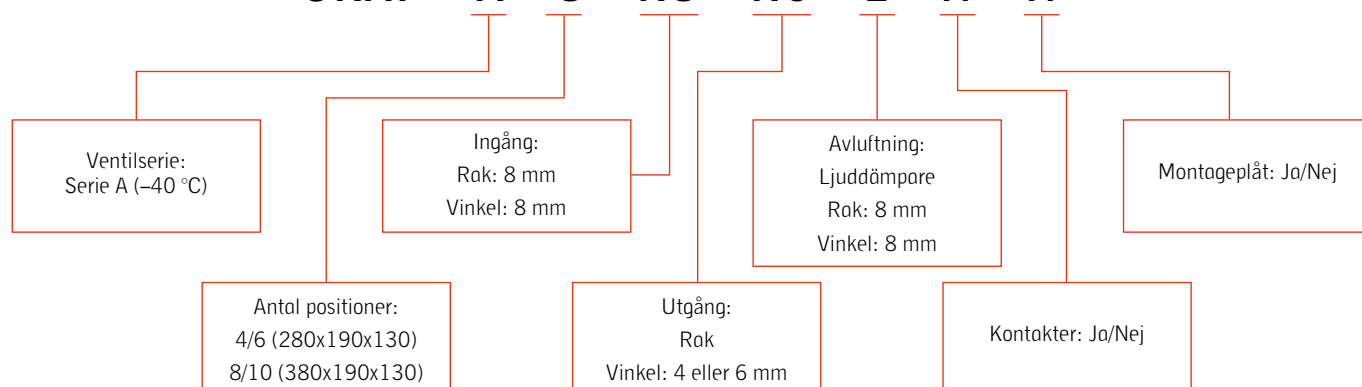 Ventilserie:
Serie A (–40 °C)
Ingång:
Rak: 8 mm
Vinkel: 8 mm
Avluftning:
Ljuddämpare
Rak: 8 mm
Vinkel: 8 mm
Montageplåt: Ja/Nej
Antal positioner:
4/6 (280x190x130)
8/10 (380x190x130)
Utgång:
Rak
Vinkel: 4 eller 6 mm
Kontakter: Ja/Nej